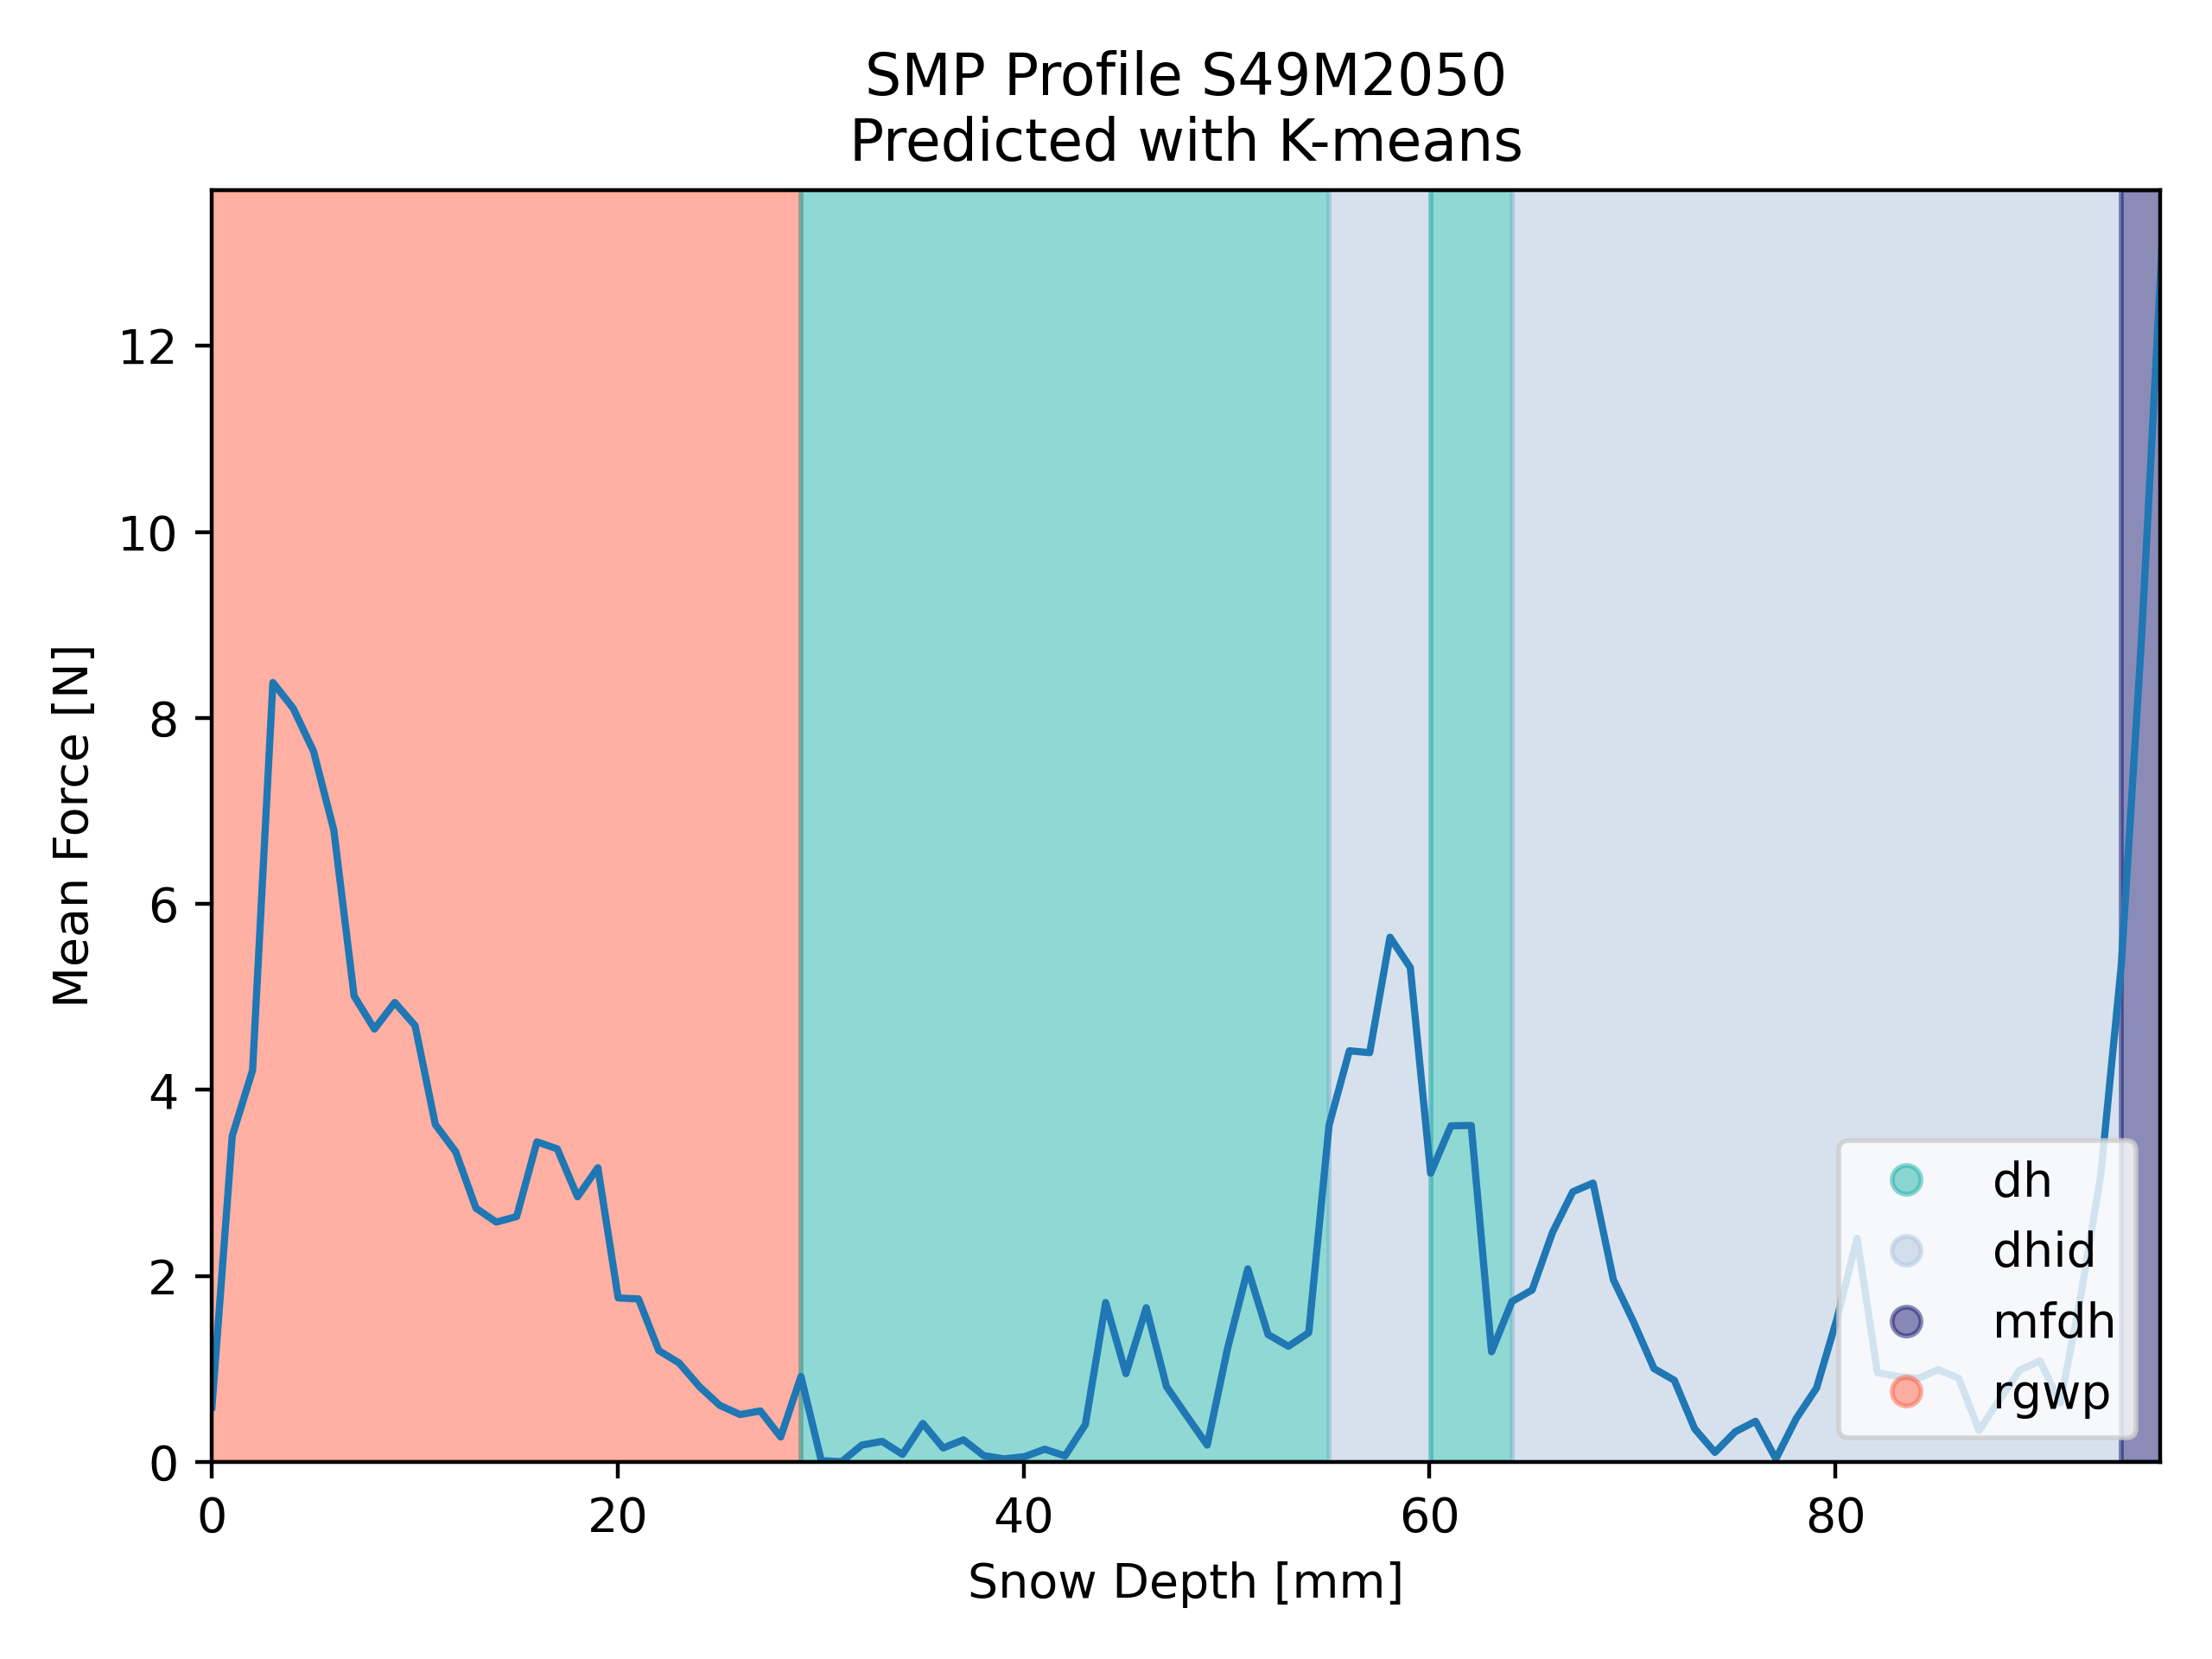 SMP Profile S49M2050
Predicted with K-means
Mean Force [N]
12
10
8
6
4
2
0
0 20 40 60 80
Snow Depth [mm]
dh
dhid
mfdh
rgwp